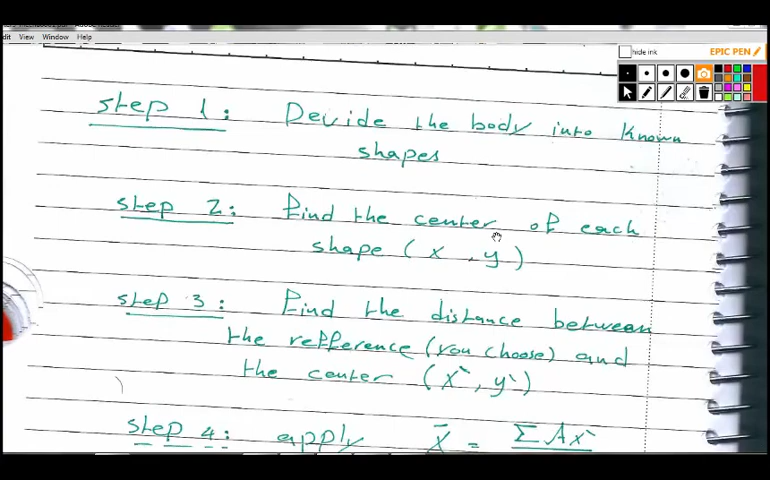 dit View Window Help
hide ink
EPIC PEN
Step 1: Devide the body into known
shapes
step 2: find the center of each
shape (x, y)
step 3: find the distance between
the refference (you choose) and
the center (x`, y`)
step 4: apply X̄ = ΣAx`